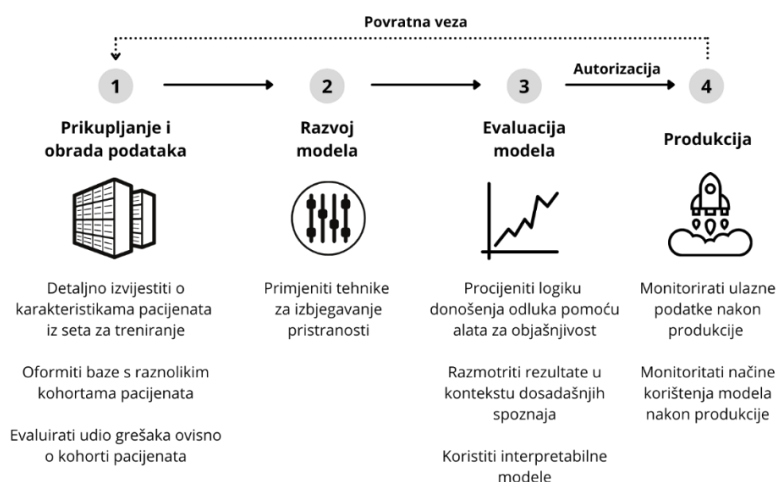 Povratna veza
1
2
3
Autorizacija
4
Prikupljanje i
obrada podataka
Razvoj
modela
Evaluacija
modela
Produkcija
Detaljno izvijestiti o
karakteristikama pacijenata
iz seta za treniranje
Oformiti baze s raznolikim
kohortama pacijenata
Evaluirati udio grešaka ovisno
o kohorti pacijenata
Primjeniti tehnike
za izbjegavanje
pristranosti
Procijeniti logiku
donošenja odluka pomoću
alata za objašnjivost
Razmotriti rezultate u
kontekstu dosadašnjih
spoznaja
Koristiti interpretabilne
modele
Monitorirati ulazne
podatke nakon
produkcije
Monitoritati načine
korištenja modela
nakon produkcije